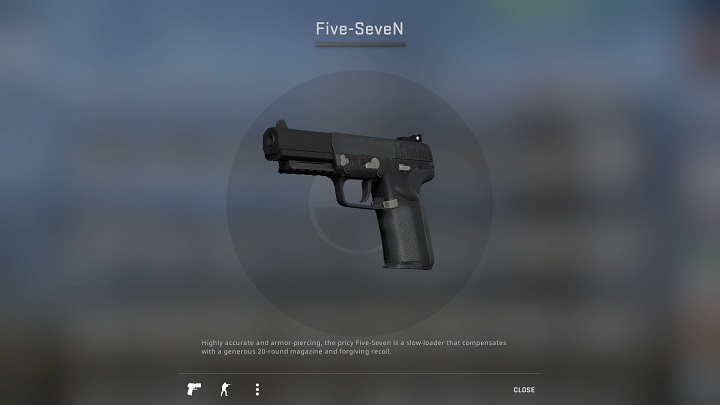 Five-SeveN
Highly accurate and armor-piercing, the pricy Five-Seven is a slow-loader that compensates
with a generous 20-round magazine and forgiving recoil.
CLOSE